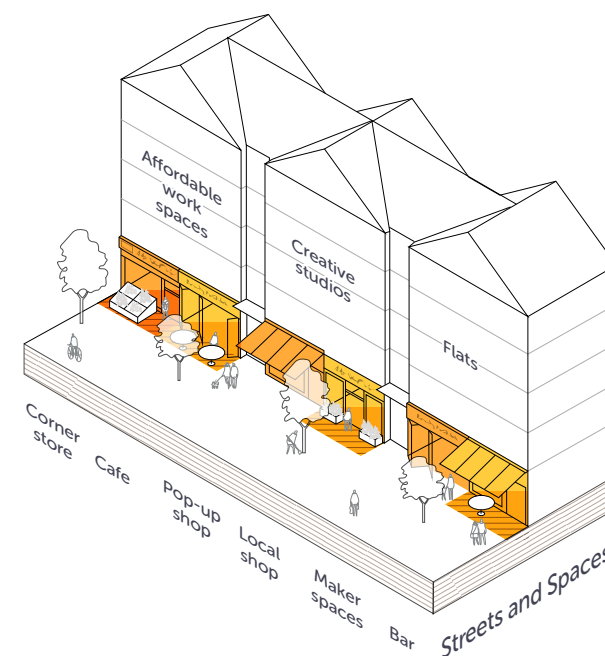 Affordable
work
spaces
Creative
studios
Flats
Corner
store
Cafe
Pop-up
shop
Local
shop
Maker
spaces
Bar
Streets and Spaces